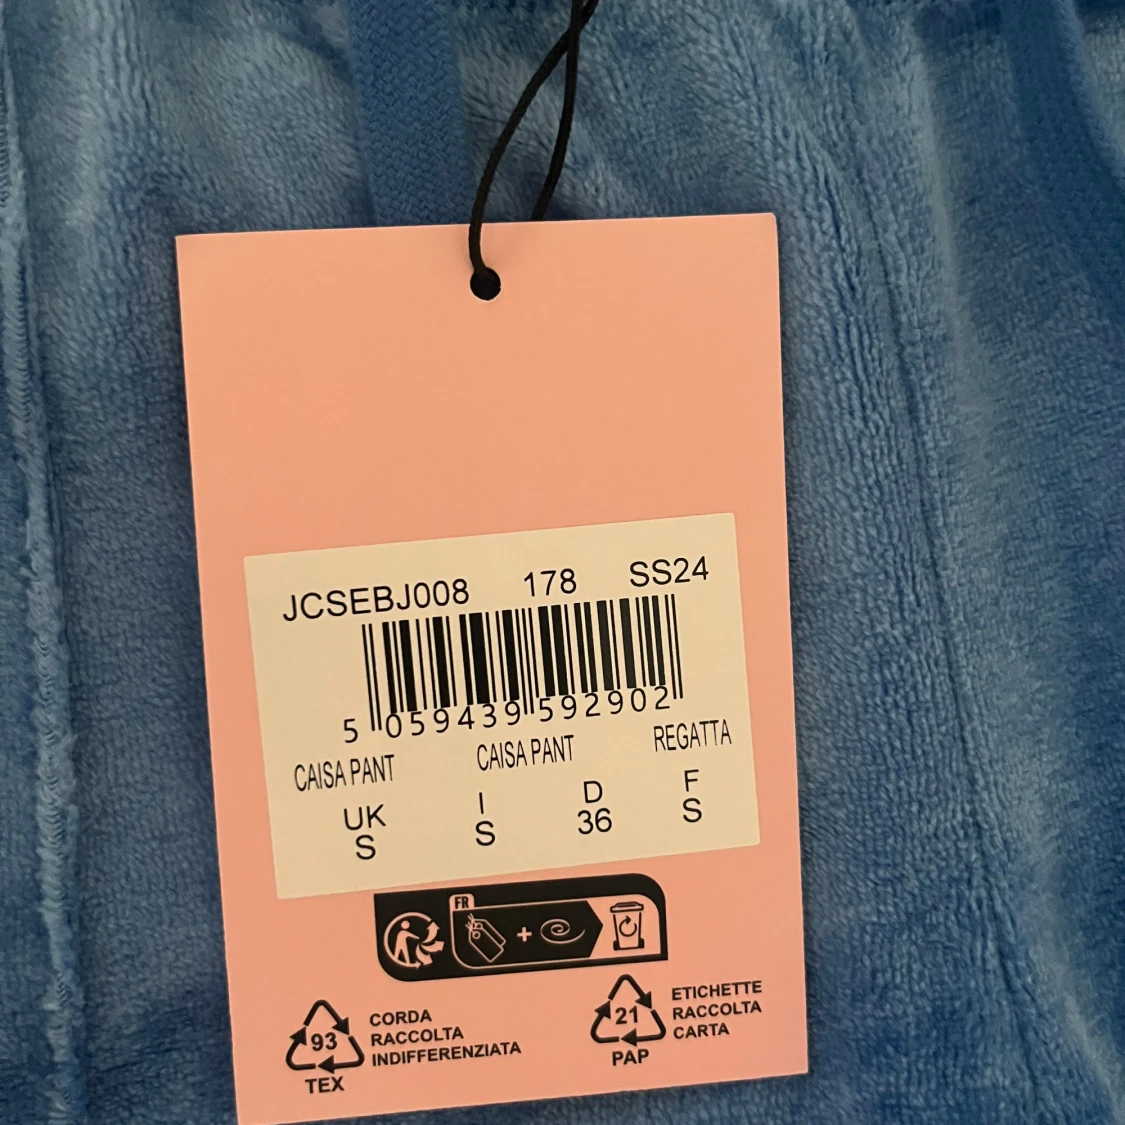 JCSEBJ008 178 SS24
5 059439 592902
CAISA PANT CAISA PANT REGATTA
UK I D F
S S 36 S
FR
93
TEX
CORDA
RACCOLTA
INDIFFERENZIATA
21
PAP
ETICHETTE
RACCOLTA
CARTA